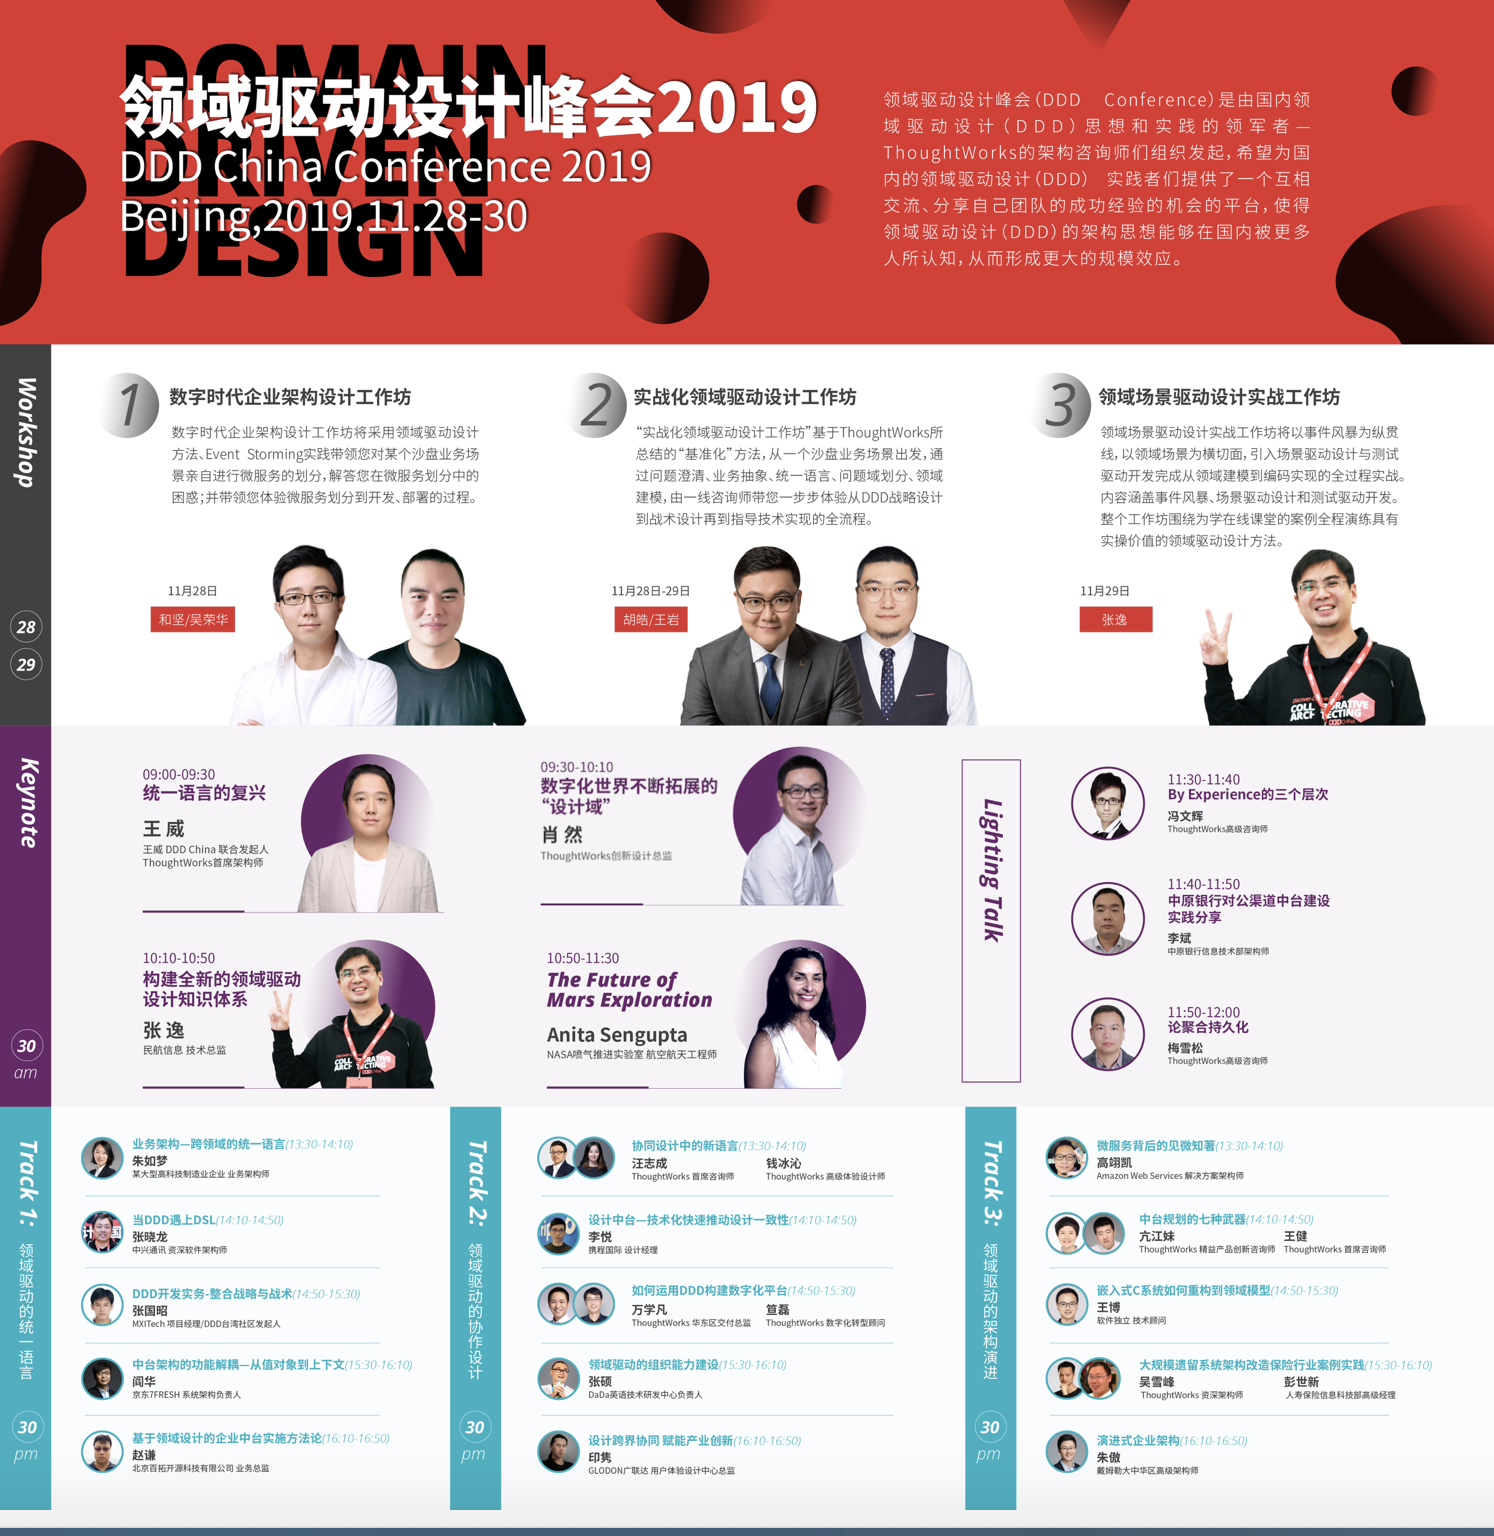 DOMAIN
DRIVEN
DESIGN
领域驱动设计峰会2019
DDD China Conference 2019
Beijing,2019.11.28-30
领域驱动设计峰会(DDD Conference)是由国内领
域驱动设计(DDD)思想和实践的领军者—
ThoughtWorks的架构咨询师们组织发起,希望为国
内的领域驱动设计(DDD) 实践者们提供了一个互相
交流、分享自己团队的成功经验的机会的平台,使得
领域驱动设计(DDD)的架构思想能够在国内被更多
人所认知,从而形成更大的规模效应。
Workshop
28
29
1
数字时代企业架构设计工作坊
数字时代企业架构设计工作坊将采用领域驱动设计
方法、Event Storming实践带领您对某个沙盘业务场
景亲自进行微服务的划分,解答您在微服务划分中的
困惑;并带领您体验微服务划分到开发、部署的过程。
11月28日
和坚/吴荣华
2
实战化领域驱动设计工作坊
“实战化领域驱动设计工作坊”基于ThoughtWorks所
总结的“基准化”方法,从一个沙盘业务场景出发,通
过问题澄清、业务抽象、统一语言、问题域划分、领域
建模,由一线咨询师带您一步步体验从DDD战略设计
到战术设计再到指导技术实现的全流程。
11月28日-29日
胡皓/王岩
3
领域场景驱动设计实战工作坊
领域场景驱动设计实战工作坊将以事件风暴为纵贯
线,以领域场景为横切面,引入场景驱动设计与测试
驱动开发完成从领域建模到编码实现的全过程实战。
内容涵盖事件风暴、场景驱动设计和测试驱动开发。
整个工作坊围绕为学在线课堂的案例全程演练具有
实操价值的领域驱动设计方法。
11月29日
张逸
Keynote
30
am
09:00-09:30
统一语言的复兴
王 威
王威 DDD China 联合发起人
ThoughtWorks首席架构师
09:30-10:10
数字化世界不断拓展的
“设计域”
肖 然
ThoughtWorks创新设计总监
10:10-10:50
构建全新的领域驱动
设计知识体系
张 逸
民航信息 技术总监
10:50-11:30
The Future of
Mars Exploration
Anita Sengupta
NASA喷气推进实验室 航空航天工程师
Lighting Talk
11:30-11:40
By Experience的三个层次
冯文辉
ThoughtWorks高级咨询师
11:40-11:50
中原银行对公渠道中台建设
实践分享
李斌
中原银行信息技术部架构师
11:50-12:00
论聚合持久化
梅雪松
ThoughtWorks高级咨询师
Track 1:
领域驱动的统一语言
30
pm
业务架构—跨领域的统一语言(13:30-14:10)
朱如梦
某大型高科技制造业企业 业务架构师
当DDD遇上DSL(14:10-14:50)
张晓龙
中兴通讯 资深软件架构师
DDD开发实务-整合战略与战术(14:50-15:30)
张国昭
MXITech 项目经理/DDD台湾社区发起人
中台架构的功能解耦—从值对象到上下文(15:30-16:10)
阎华
京东7FRESH 系统架构负责人
基于领域设计的企业中台实施方法论(16:10-16:50)
赵谦
北京百拓开源科技有限公司 业务总监
Track 2:
领域驱动的协作设计
30
pm
协同设计中的新语言(13:30-14:10)
汪志成 钱冰沁
ThoughtWorks 首席咨询师 ThoughtWorks 高级体验设计师
设计中台—技术化快速推动设计一致性(14:10-14:50)
李悦
携程国际 设计经理
如何运用DDD构建数字化平台(14:50-15:30)
万学凡 笪磊
ThoughtWorks 华东区交付总监 ThoughtWorks 数字化转型顾问
领域驱动的组织能力建设(15:30-16:10)
张硕
DaDa英语技术研发中心负责人
设计跨界协同 赋能产业创新(16:10-16:50)
印隽
GLODON广联达 用户体验设计中心总监
Track 3:
领域驱动的架构演进
30
pm
微服务背后的见微知著(13:30-14:10)
高翊凯
Amazon Web Services 解决方案架构师
中台规划的七种武器(14:10-14:50)
亢江妹 王健
ThoughtWorks 精益产品创新咨询师 ThoughtWorks 首席咨询师
嵌入式C系统如何重构到领域模型(14:50-15:30)
王博
软件独立 技术顾问
大规模遗留系统架构改造保险行业案例实践(15:30-16:10)
吴雪峰 彭世新
ThoughtWorks 资深架构师 人寿保险信息科技部高级经理
演进式企业架构(16:10-16:50)
朱傲
戴姆勒大中华区高级架构师